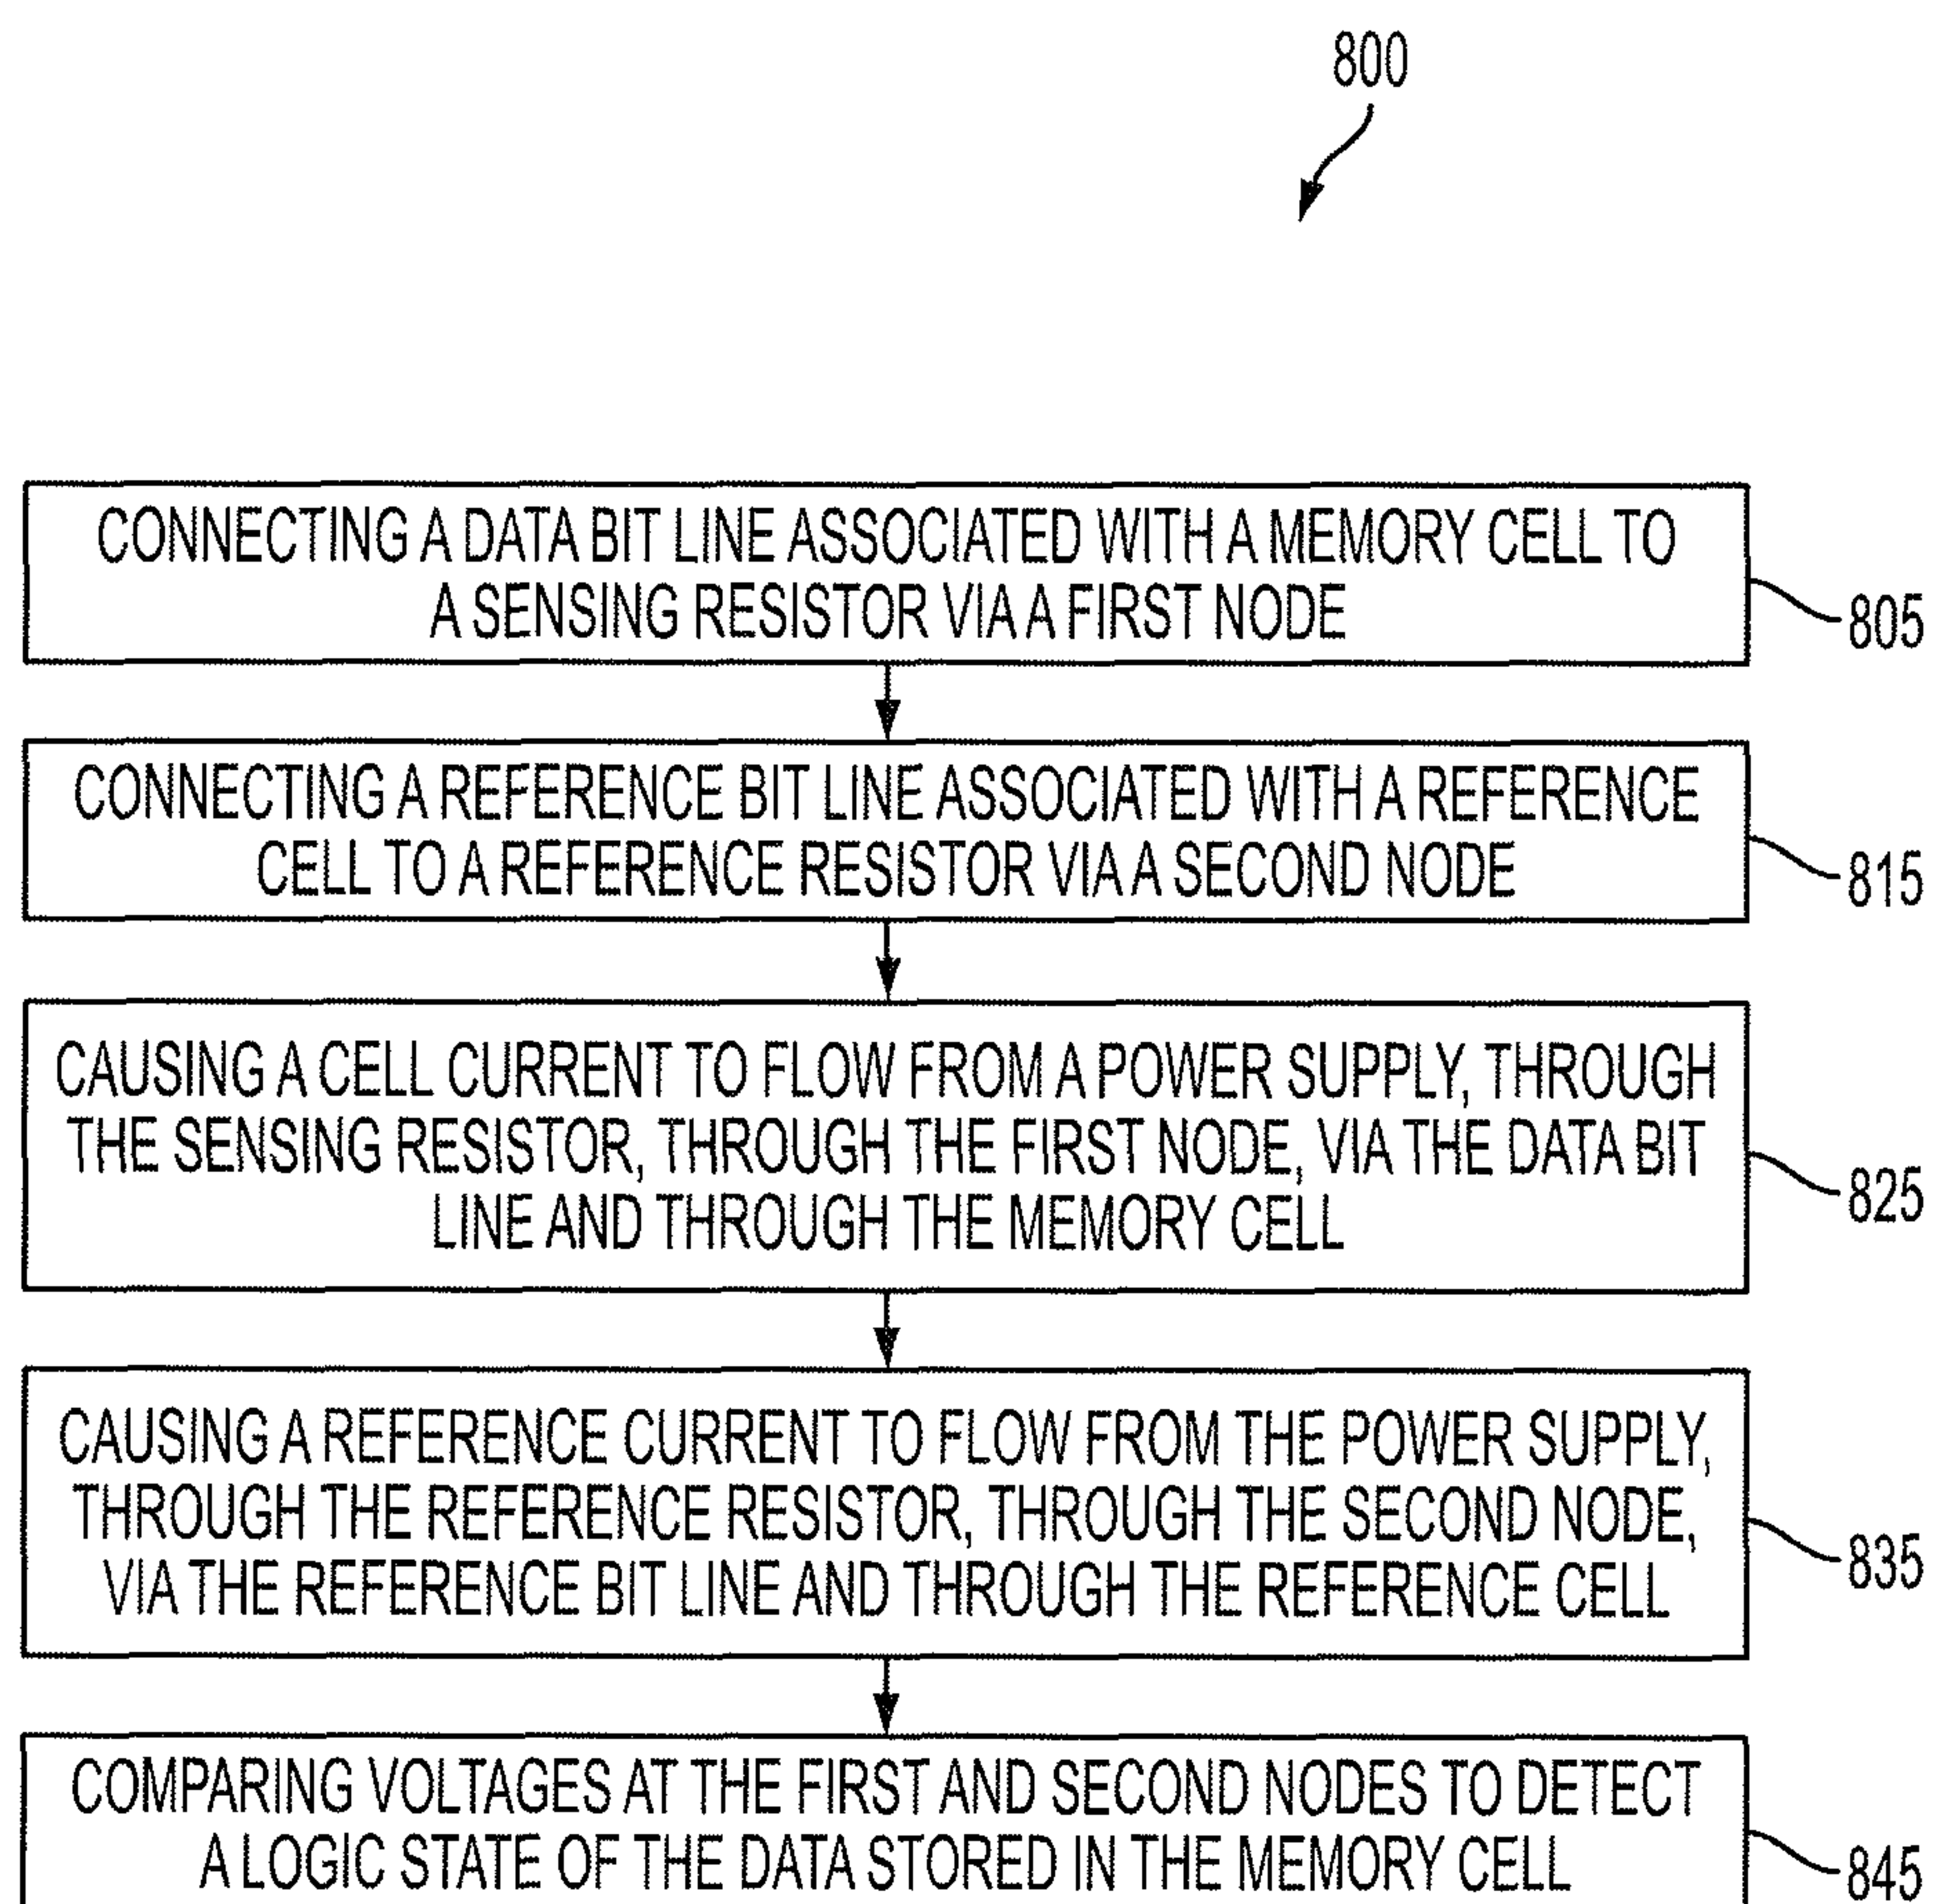 800
CONNECTING A DATA BIT LINE ASSOCIATED WITH A MEMORY CELL TO
A SENSING RESISTOR VIA A FIRST NODE
805
CONNECTING A REFERENCE BIT LINE ASSOCIATED WITH A REFERENCE
CELL TO A REFERENCE RESISTOR VIA A SECOND NODE
815
CAUSING A CELL CURRENT TO FLOW FROM A POWER SUPPLY, THROUGH
THE SENSING RESISTOR, THROUGH THE FIRST NODE, VIA THE DATA BIT
LINE AND THROUGH THE MEMORY CELL
825
CAUSING A REFERENCE CURRENT TO FLOW FROM THE POWER SUPPLY,
THROUGH THE REFERENCE RESISTOR, THROUGH THE SECOND NODE,
VIA THE REFERENCE BIT LINE AND THROUGH THE REFERENCE CELL
835
COMPARING VOLTAGES AT THE FIRST AND SECOND NODES TO DETECT
A LOGIC STATE OF THE DATA STORED IN THE MEMORY CELL
845